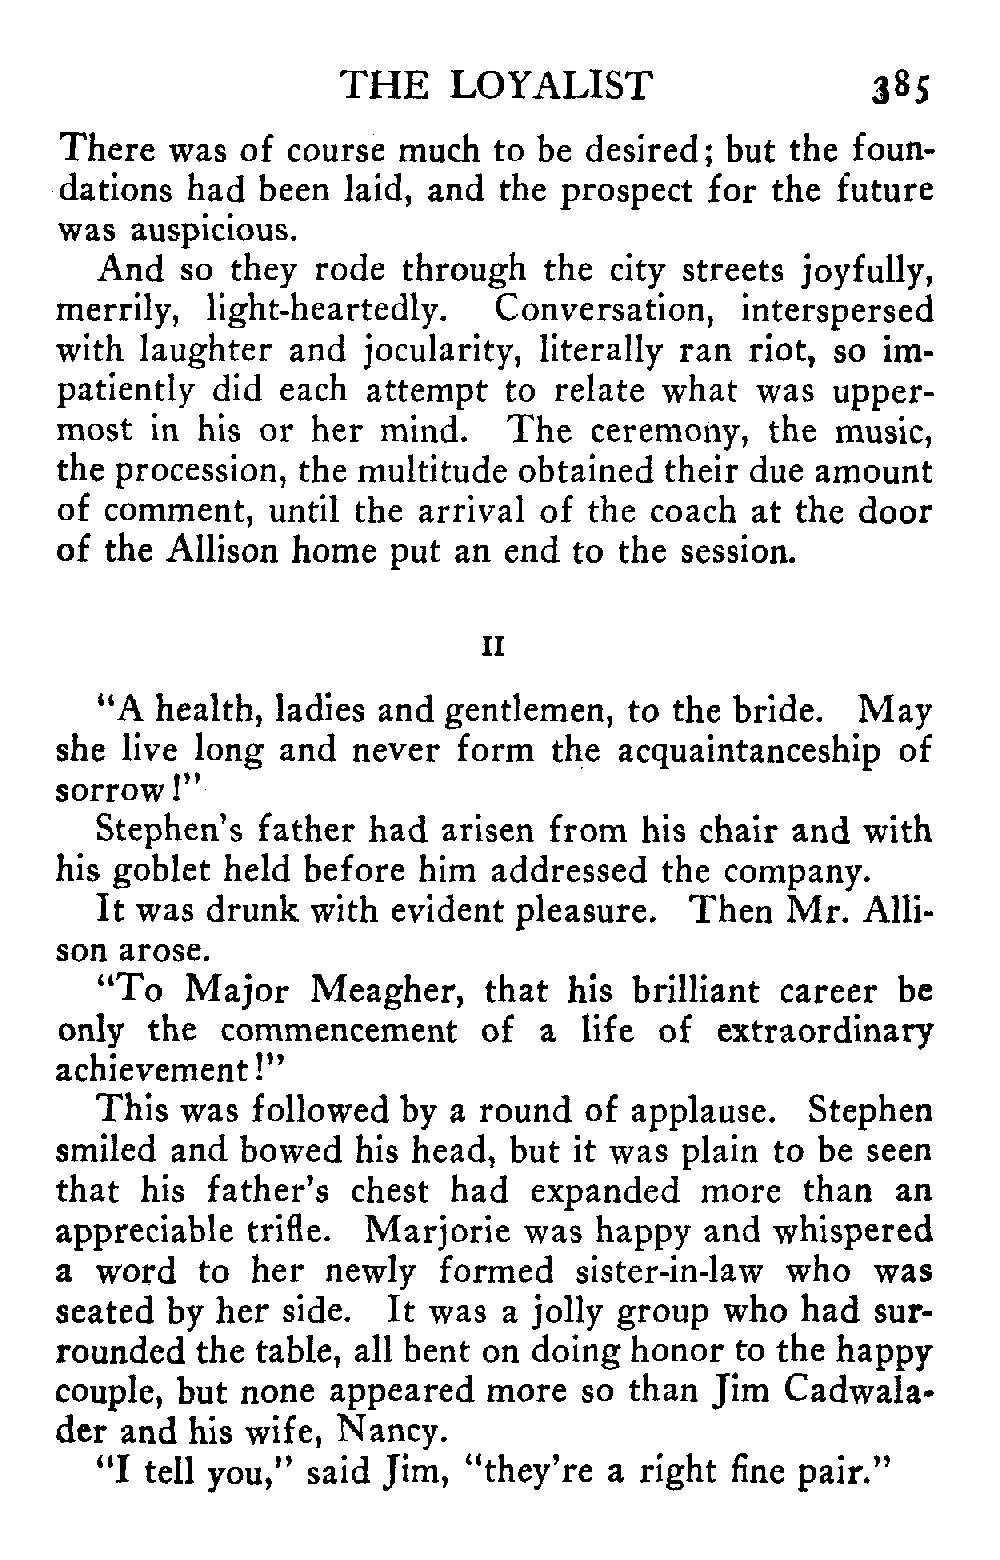 THE LOYALIST 385
There was of course much to be desired; but the foun-
dations had been laid, and the prospect for the future
was auspicious.
And so they rode through the city streets joyfully,
merrily, light-heartedly. Conversation, interspersed
with laughter and jocularity, literally ran riot, so im-
patiently did each attempt to relate what was upper-
most in his or her mind. The ceremony, the music,
the procession, the multitude obtained their due amount
of comment, until the arrival of the coach at the door
of the Allison home put an end to the session.
II
"A health, ladies and gentlemen, to the bride. May
she live long and never form the acquaintanceship of
sorrow!"
Stephen's father had arisen from his chair and with
his goblet held before him addressed the company.
It was drunk with evident pleasure. Then Mr. Alli-
son arose.
"To Major Meagher, that his brilliant career be
only the commencement of a life of extraordinary
achievement!"
This was followed by a round of applause. Stephen
smiled and bowed his head, but it was plain to be seen
that his father's chest had expanded more than an
appreciable trifle. Marjorie was happy and whispered
a word to her newly formed sister-in-law who was
seated by her side. It was a jolly group who had sur-
rounded the table, all bent on doing honor to the happy
couple, but none appeared more so than Jim Cadwala-
der and his wife, Nancy.
"I tell you," said Jim, "they're a right fine pair."